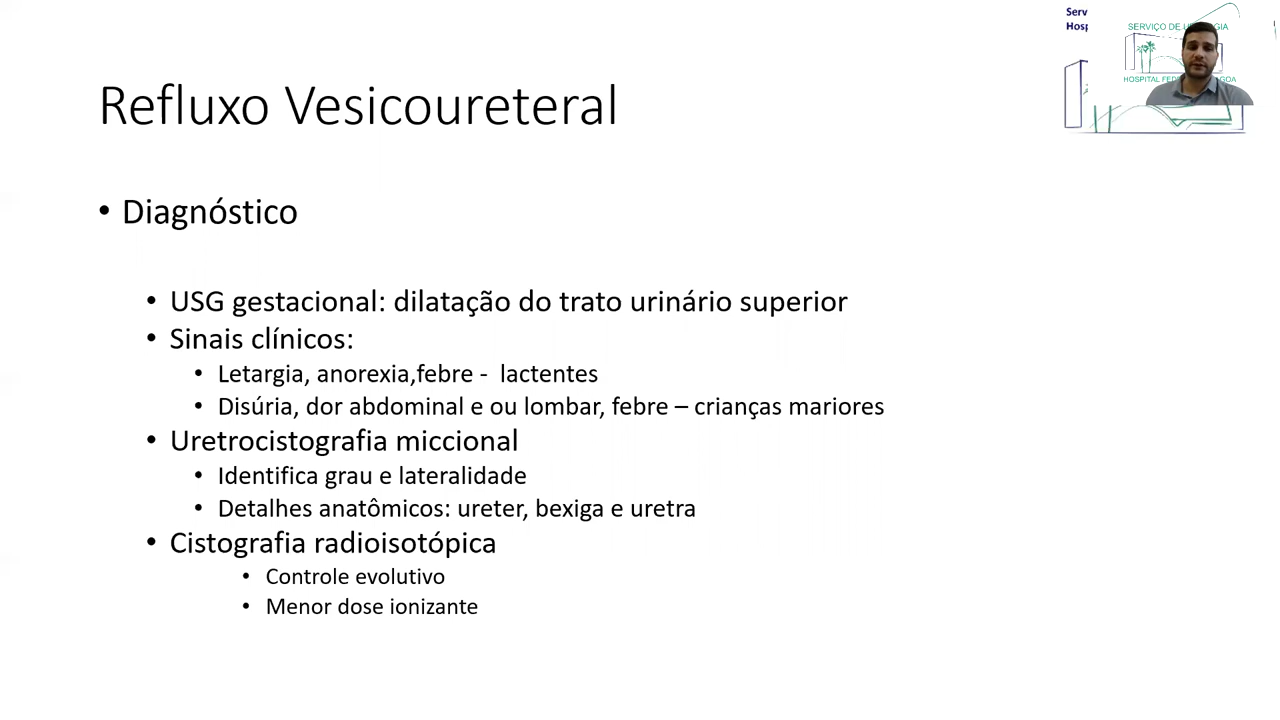 Serv
Hosp
SERVIÇO DE
HOSPITAL
Refluxo Vesicoureteral
• Diagnóstico
• USG gestacional: dilatação do trato urinário superior
• Sinais clínicos:
• Letargia, anorexia,febre - lactentes
• Disúria, dor abdominal e ou lombar, febre – crianças mariores
• Uretrocistografia miccional
• Identifica grau e lateralidade
• Detalhes anatômicos: ureter, bexiga e uretra
• Cistografia radioisotópica
• Controle evolutivo
• Menor dose ionizante